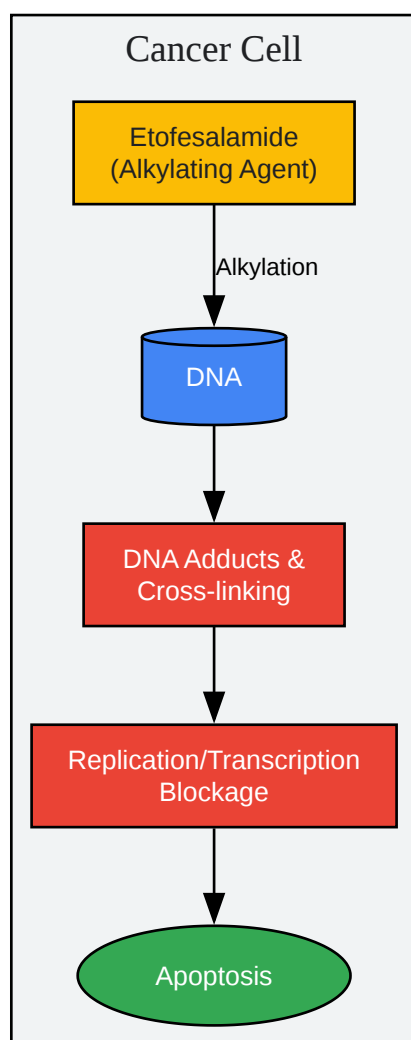 Cancer Cell
Etofesalamide
(Alkylating Agent)
Alkylation
DNA
DNA Adducts &
Cross-linking
Replication/Transcription
Blockage
Apoptosis